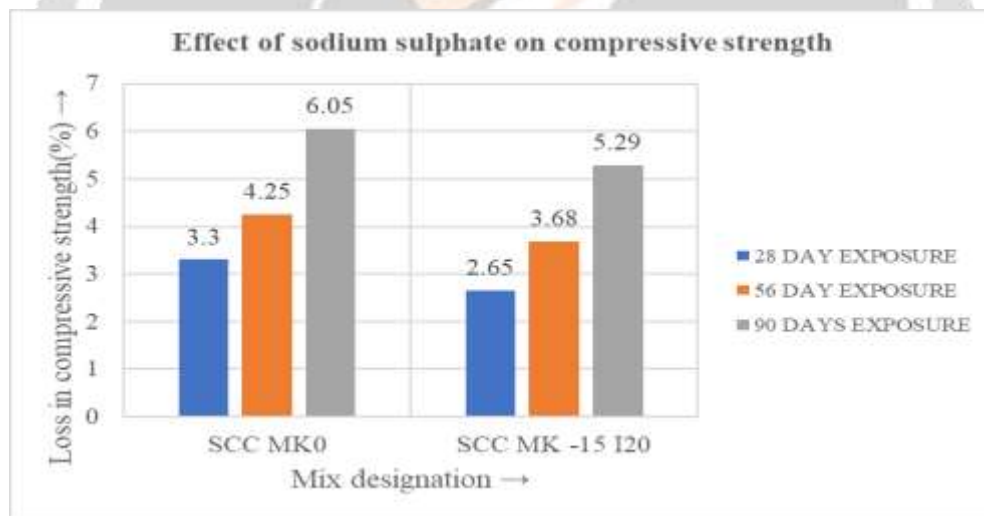 Effect of sodium sulphate on compressive strength
Loss in compressive strength(%) →
7
6
5
4
3
2
1
0
3.3
4.25
6.05
2.65
3.68
5.29
SCC MK0
SCC MK -15 I20
Mix designation →
28 DAY EXPOSURE
56 DAY EXPOSURE
90 DAYS EXPOSURE